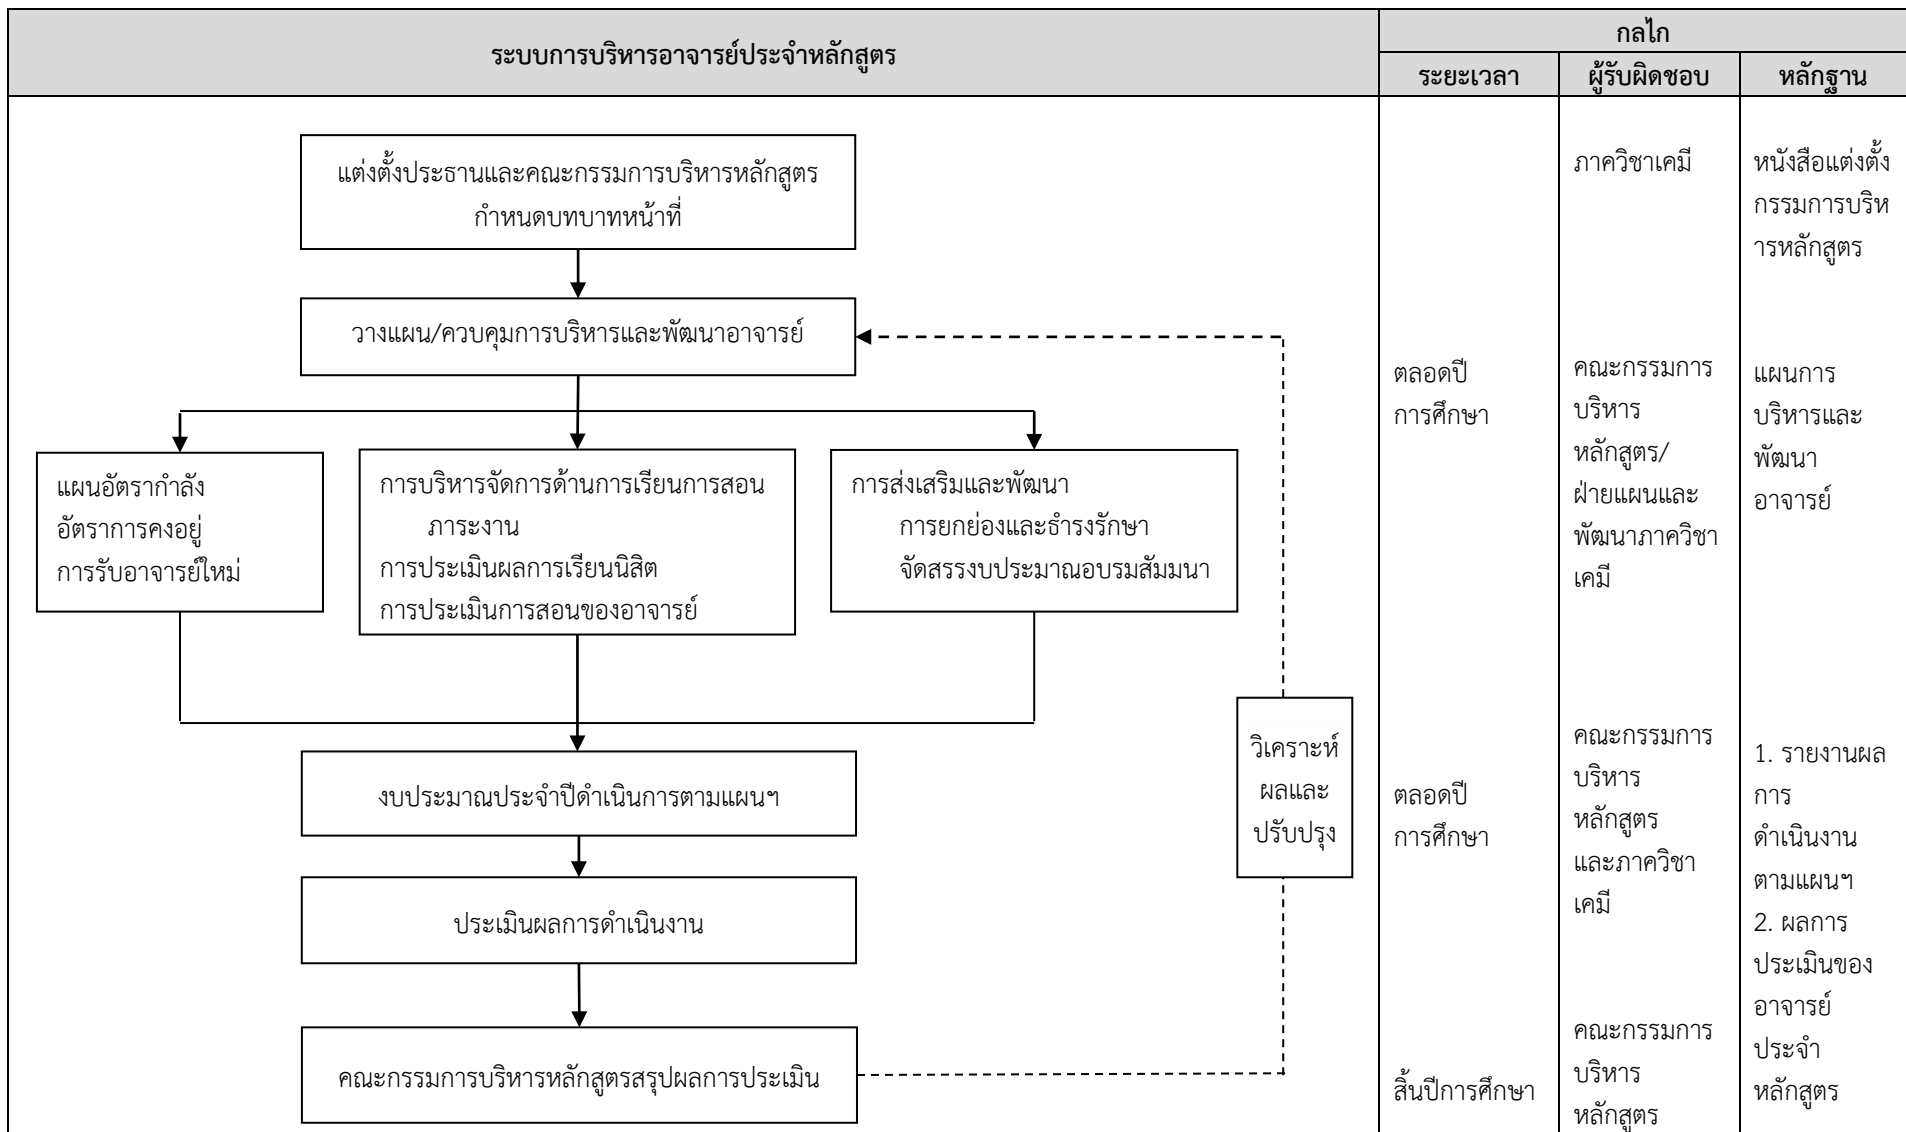 ระบบการบริหารอาจารย์ประจำหลักสูตร
กลไก
ระยะเวลา
ผู้รับผิดชอบ
หลักฐาน
แต่งตั้งประธานและคณะกรรมการบริหารหลักสูตร
กำหนดบทบาทหน้าที่
ภาควิชาเคมี
หนังสือแต่งตั้ง
กรรมการบริห
ารหลักสูตร
วางแผน/ควบคุมการบริหารและพัฒนาอาจารย์
ตลอดปี
การศึกษา
คณะกรรมการ
บริหาร
หลักสูตร/
ฝ่ายแผนและ
พัฒนาภาควิชา
เคมี
แผนการ
บริหารและ
พัฒนา
อาจารย์
แผนอัตรากำลัง
อัตราการคงอยู่
การรับอาจารย์ใหม่
การบริหารจัดการด้านการเรียนการสอน
ภาระงาน
การประเมินผลการเรียนนิสิต
การประเมินการสอนของอาจารย์
การส่งเสริมและพัฒนา
การยกย่องและธำรงรักษา
จัดสรรงบประมาณอบรมสัมมนา
วิเคราะห์
ผลและ
ปรับปรุง
งบประมาณประจำปีดำเนินการตามแผนฯ
ตลอดปี
การศึกษา
คณะกรรมการ
บริหาร
หลักสูตร
และภาควิชา
เคมี
1. รายงานผล
การ
ดำเนินงาน
ตามแผนฯ
2. ผลการ
ประเมินของ
อาจารย์
ประจำ
หลักสูตร
ประเมินผลการดำเนินงาน
คณะกรรมการบริหารหลักสูตรสรุปผลการประเมิน
สิ้นปีการศึกษา
คณะกรรมการ
บริหาร
หลักสูตร